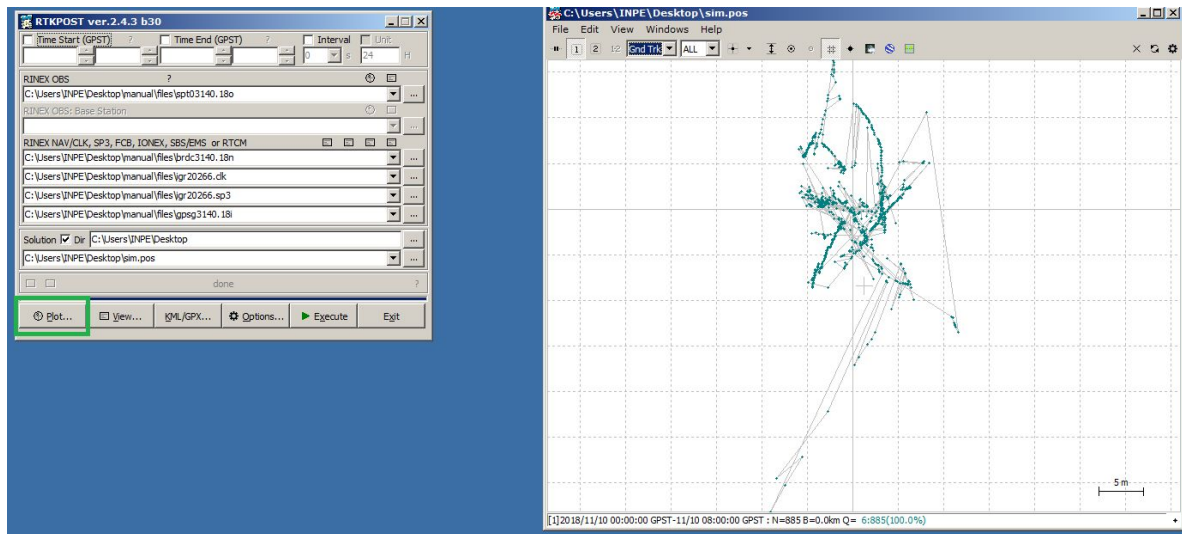 RTKPOST ver.2.4.3 b30
Time Start (GPST) ? Time End (GPST) ? Interval Unit
0 s 24 H
RINEX OBS ?
C:\Users\INPE\Desktop\manual\files\spt03140.18o
...
RINEX OBS: Base Station
...
RINEX NAV/CLK, SP3, FCB, IONEX, SBS/EMS or RTCM
C:\Users\INPE\Desktop\manual\files\brdc3140.18n
...
C:\Users\INPE\Desktop\manual\files\igr20266.clk
...
C:\Users\INPE\Desktop\manual\files\igr20266.sp3
...
C:\Users\INPE\Desktop\manual\files\gpsg3140.18i
...
Solution Dir C:\Users\INPE\Desktop
...
C:\Users\INPE\Desktop\sim.pos
...
done ?
Plot... View... KML/GPX... Options... Execute Exit
C:\Users\INPE\Desktop\sim.pos
File Edit View Windows Help
1 2 1-2 Gnd Trk ALL
5 m
[1]2018/11/10 00:00:00 GPST-11/10 08:00:00 GPST : N=885 B=0.0km Q= 6:885(100.0%)